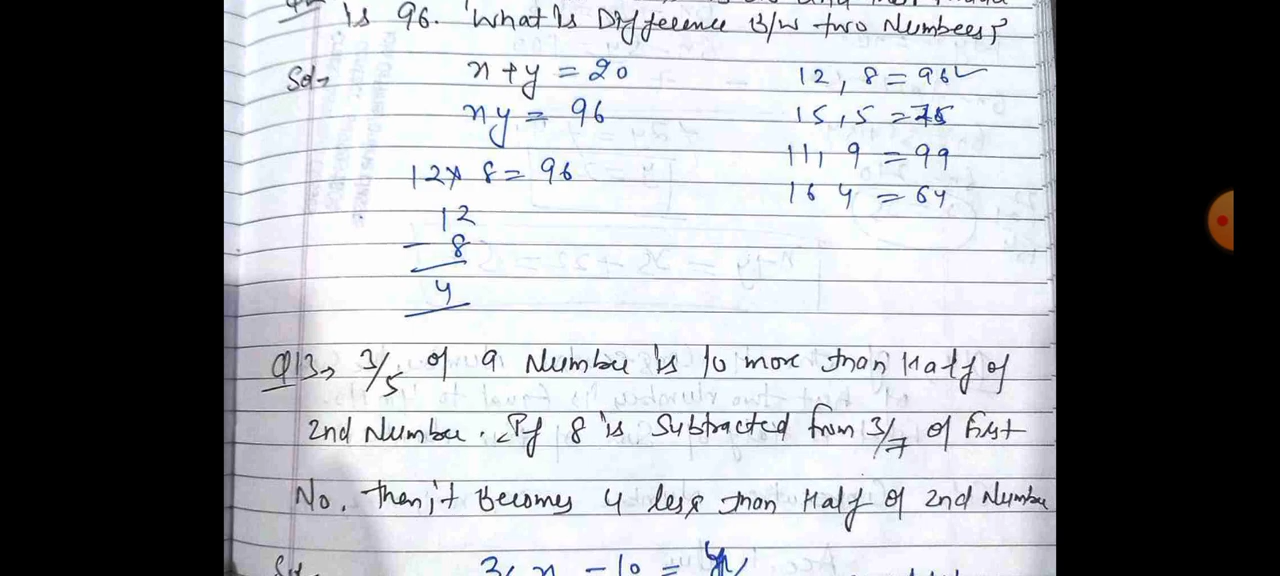 is 96. What is Difference B/w two Numbers?
Sol→ x + y = 20 12, 8 = 96 ✓
xy = 96 15, 5 = 75
12 × 8 = 96 11, 9 = 99
16 4 = 64
12
- 8
4
Q13→ 3/5 of a Number is 10 more than Half of
2nd Number. If 8 is Subtracted from 3/7 of first
No. then it Becomes 4 less than Half of 2nd Number